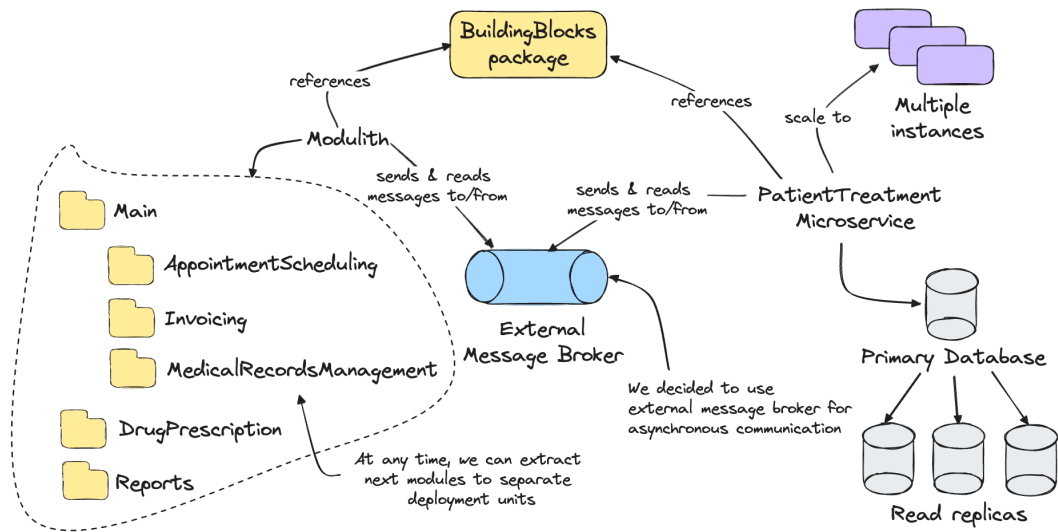 BuildingBlocks
package
references
references
scale to
Multiple
instances
Modulith
sends & reads
messages to/from
sends & reads
messages to/from
PatientTreatment
Microservice
Main
AppointmentScheduling
Invoicing
MedicalRecordsManagement
DrugPrescription
Reports
External
Message Broker
Primary Database
We decided to use
external message broker for
asynchronous communication
At any time, we can extract
next modules to separate
deployment units
Read replicas